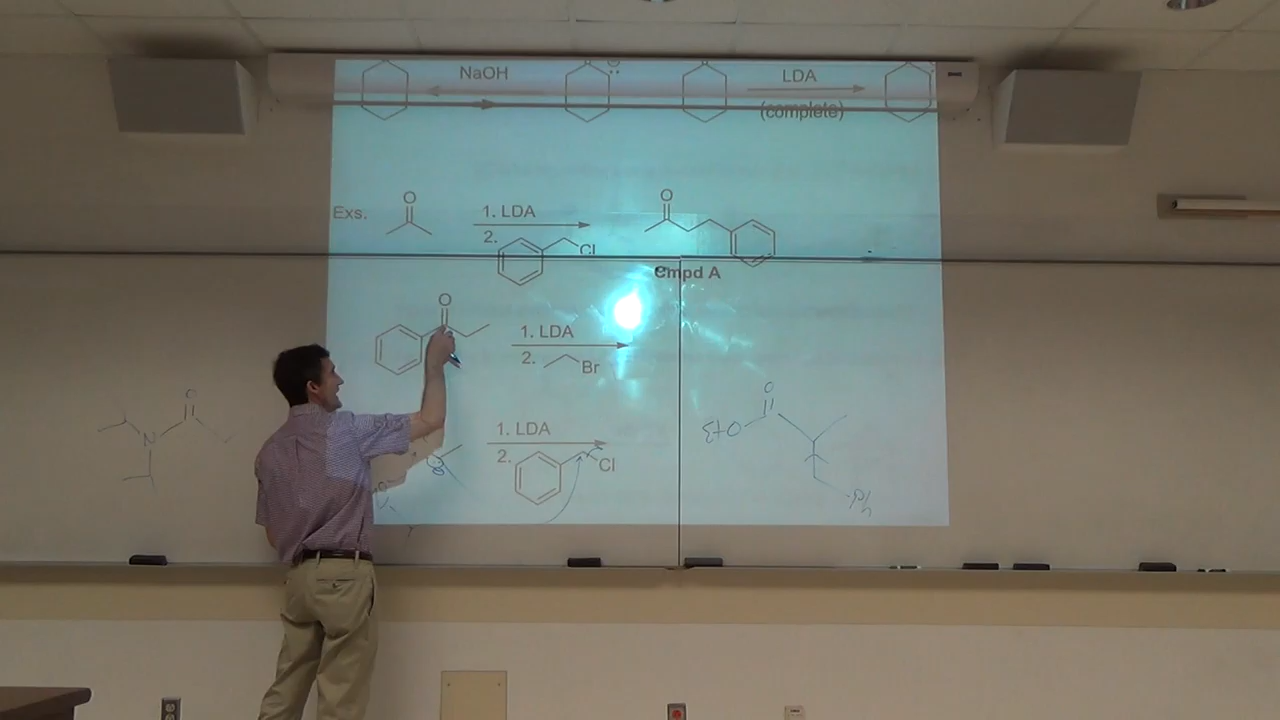 NaOH
LDA
(complete)
Exs.
O
1. LDA
2.
Cl
O
Cmpd A
O
1. LDA
2.
Br
1. LDA
2.
Cl
O
N
O
EtO
Ph